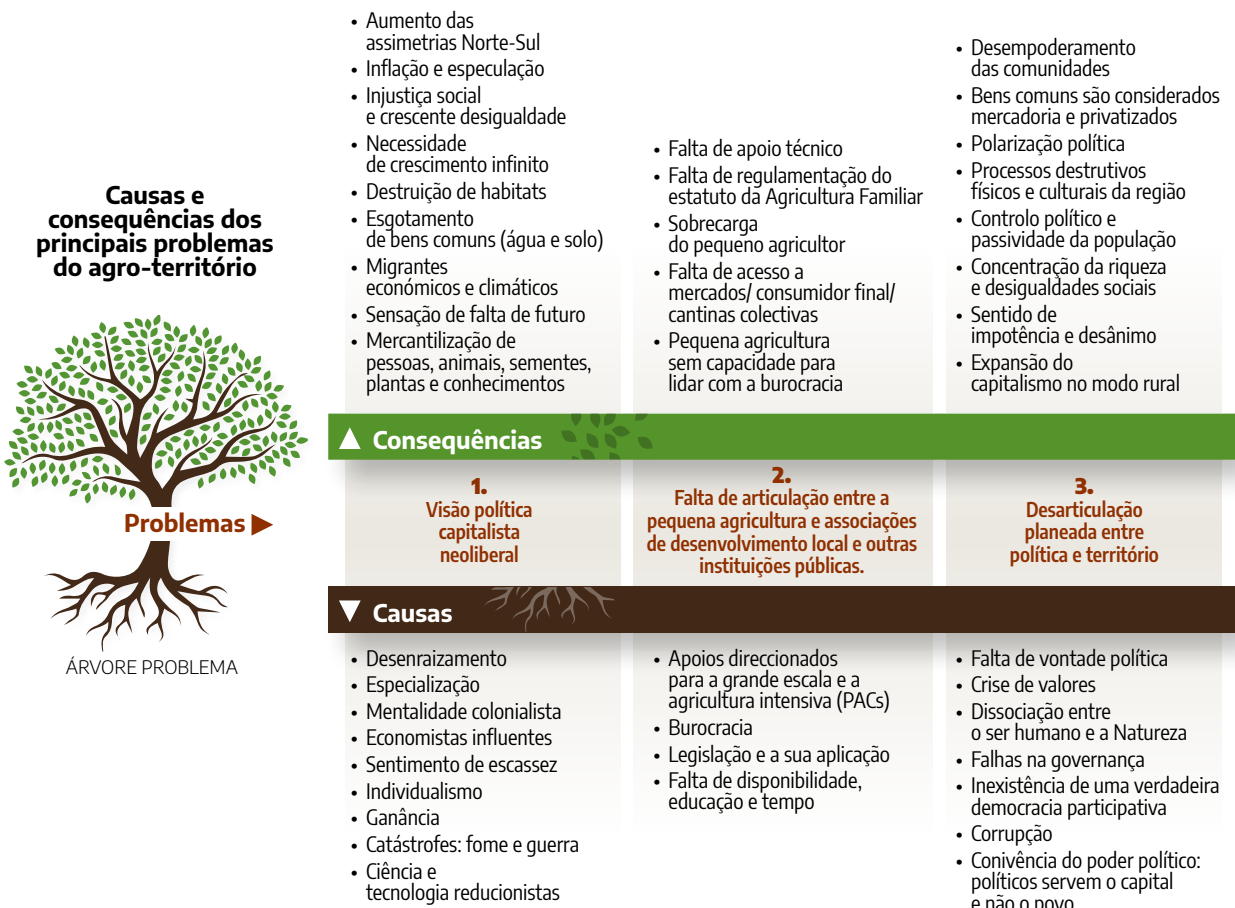 Causas e
consequências dos
principais problemas
do agro-território
Problemas
ÁRVORE PROBLEMA
• Aumento das
assimetrias Norte-Sul
• Inflação e especulação
• Injustiça social
e crescente desigualdade
• Necessidade
de crescimento infinito
• Destruição de habitats
• Esgotamento
de bens comuns (água e solo)
• Migrantes
económicos e climáticos
• Sensação de falta de futuro
• Mercantilização de
pessoas, animais, sementes,
plantas e conhecimentos
• Falta de apoio técnico
• Falta de regulamentação do
estatuto da Agricultura Familiar
• Sobrecarga
do pequeno agricultor
• Falta de acesso a
mercados/ consumidor final/
cantinas colectivas
• Pequena agricultura
sem capacidade para
lidar com a burocracia
• Desempoderamento
das comunidades
• Bens comuns são considerados
mercadoria e privatizados
• Polarização política
• Processos destrutivos
físicos e culturais da região
• Controlo político e
passividade da população
• Concentração da riqueza
e desigualdades sociais
• Sentido de
impotência e desânimo
• Expansão do
capitalismo no modo rural
Consequências
1.
Visão política
capitalista
neoliberal
2.
Falta de articulação entre a
pequena agricultura e associações
de desenvolvimento local e outras
instituições públicas.
3.
Desarticulação
planeada entre
política e território
Causas
• Desenraizamento
• Especialização
• Mentalidade colonialista
• Economistas influentes
• Sentimento de escassez
• Individualismo
• Ganância
• Catástrofes: fome e guerra
• Ciência e
tecnologia reducionistas
• Apoios direccionados
para a grande escala e a
agricultura intensiva (PACs)
• Burocracia
• Legislação e a sua aplicação
• Falta de disponibilidade,
educação e tempo
• Falta de vontade política
• Crise de valores
• Dissociação entre
o ser humano e a Natureza
• Falhas na governança
• Inexistência de uma verdadeira
democracia participativa
• Corrupção
• Conivência do poder político:
políticos servem o capital
e não o povo